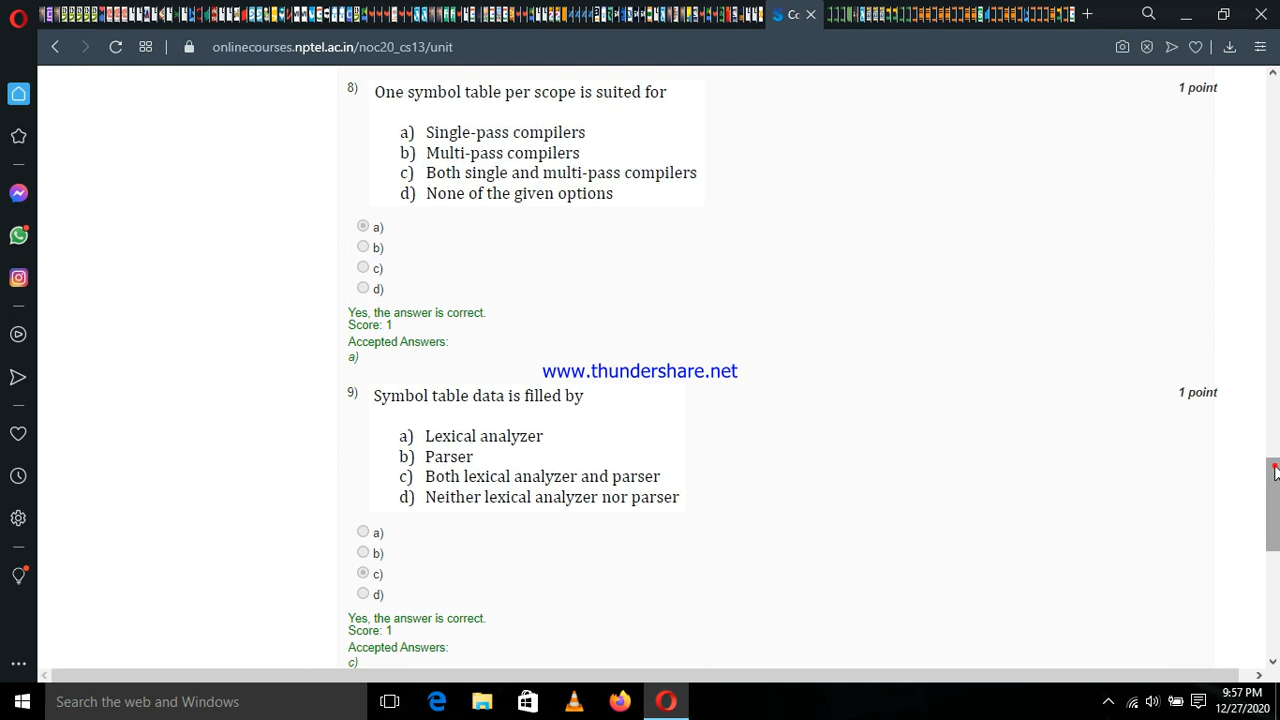 onlinecourses.nptel.ac.in/noc20_cs13/unit
8) One symbol table per scope is suited for 1 point
a) Single-pass compilers
b) Multi-pass compilers
c) Both single and multi-pass compilers
d) None of the given options
a)
b)
c)
d)
Yes, the answer is correct.
Score: 1
Accepted Answers:
a)
www.thundershare.net
9) Symbol table data is filled by 1 point
a) Lexical analyzer
b) Parser
c) Both lexical analyzer and parser
d) Neither lexical analyzer nor parser
a)
b)
c)
d)
Yes, the answer is correct.
Score: 1
Accepted Answers:
c)
Search the web and Windows
9:57 PM
12/27/2020